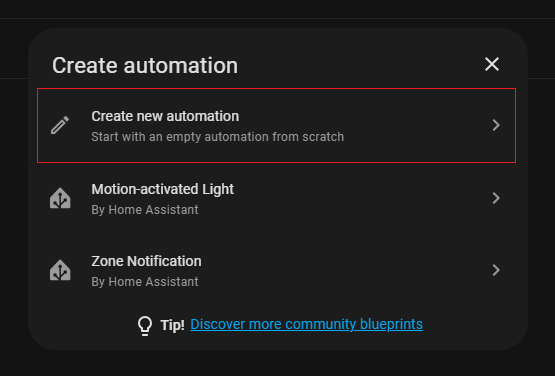 Create automation
Create new automation
Start with an empty automation from scratch
Motion-activated Light
By Home Assistant
Zone Notification
By Home Assistant
Tip! Discover more community blueprints